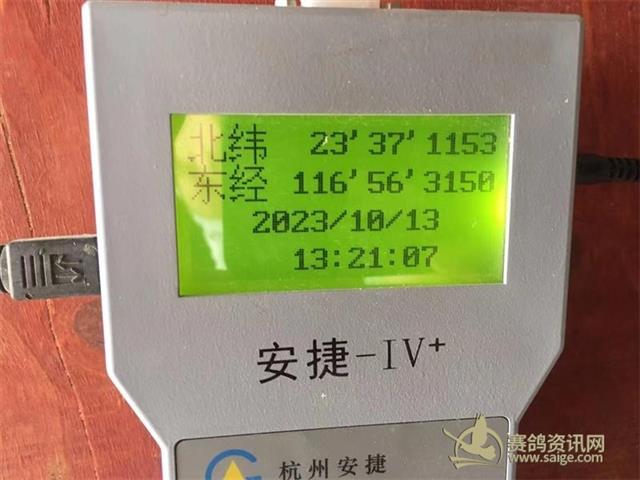 北纬 23'37'1153
东经 116'56'3150
2023/10/13
13:21:07
安捷-IV+
杭州安捷
赛鸽资讯网
www.saige.com